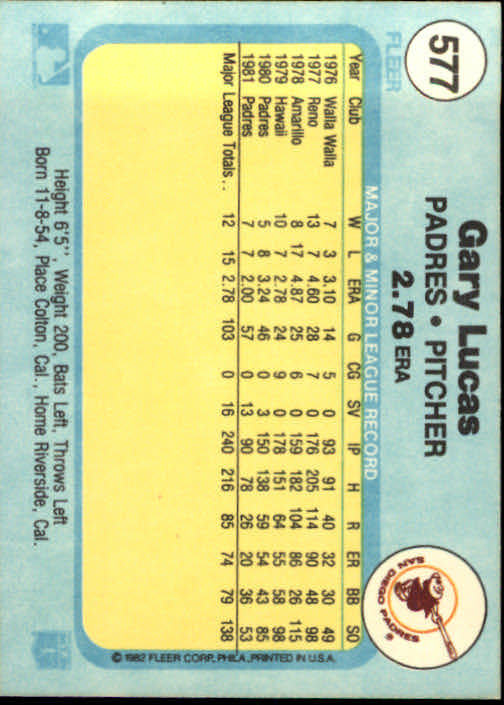 577
FLEER
Gary Lucas
PADRES • PITCHER
2.78 ERA
SAN DIEGO PADRES ®
MAJOR & MINOR LEAGUE RECORD
Year Club W L ERA G CG SV IP H R ER BB SO
1976 Walla Walla 7 3 3.10 14 5 0 93 91 40 32 30 49
1977 Reno 13 7 4.60 28 7 0 176 205 114 90 48 98
1978 Amarillo 8 17 4.87 25 6 0 159 182 104 86 26 115
1979 Hawaii 10 7 2.78 24 9 0 178 151 64 55 58 98
1980 Padres 5 8 3.24 46 0 3 150 138 59 54 43 85
1981 Padres 7 7 2.00 57 0 13 90 78 26 20 36 53
Major League Totals . . 12 15 2.78 103 0 16 240 216 85 74 79 138
© 1982 FLEER CORP., PHILA., PRINTED IN U.S.A.
Height 6'5'', Weight 200, Bats Left, Throws Left
Born 11-8-54, Place Colton, Cal., Home Riverside, Cal.